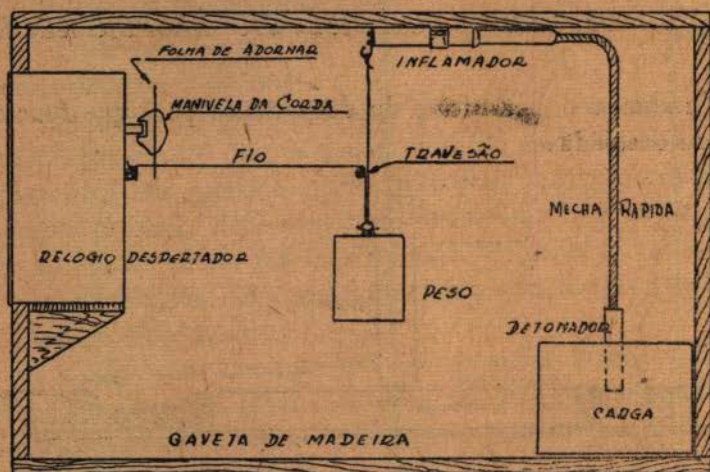 FOLHA DE ADORNAR
INFLAMADOR
MANIVELA DA CORDA
FIO
TRAVESÃO
MECHA RAPIDA
RELOGIO DESPERTADOR
PESO
DETONADOR
CARGA
GAVETA DE MADEIRA